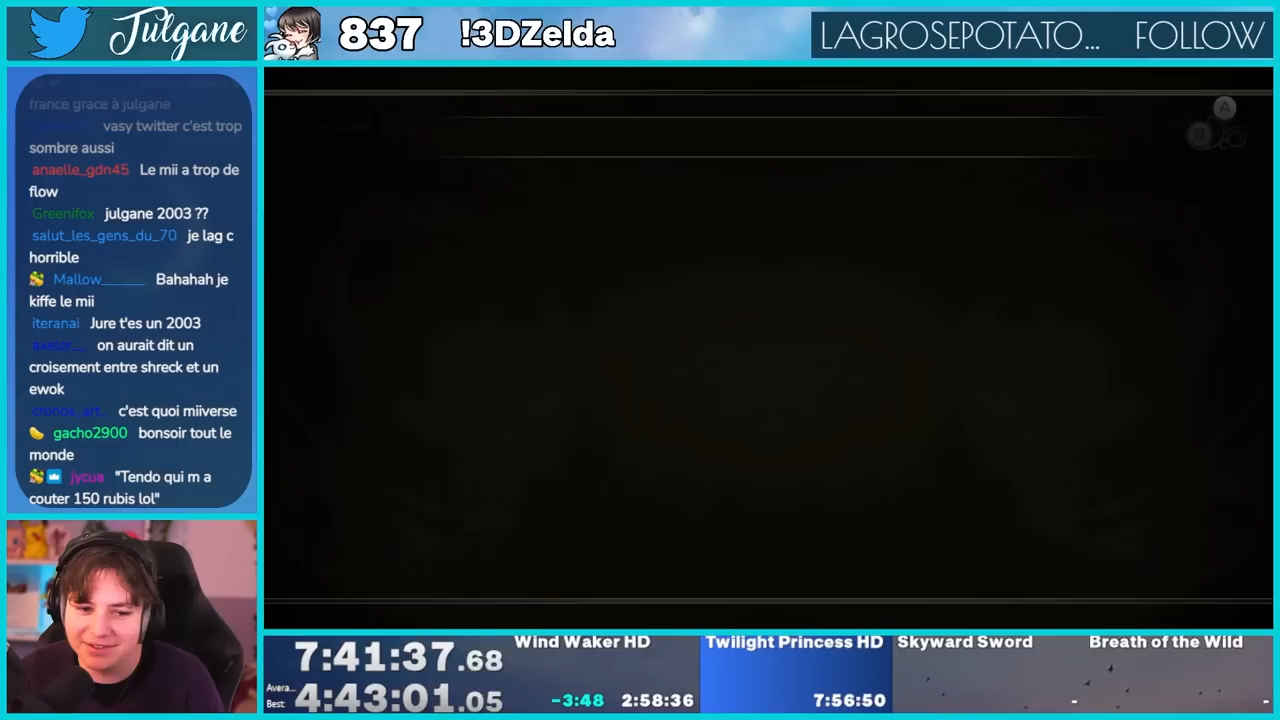 Julgane
837
!3DZelda
LAGROSEPOTATO...
FOLLOW
france grace à julgane
vasy twitter c'est trop
sombre aussi
anaelle_gdn45 Le mii a trop de
flow
Greenifox julgane 2003 ??
salut_les_gens_du_70 je lag c
horrible
Mallow______ Bahahah je
kiffe le mii
iteranai Jure t'es un 2003
axelor__ on aurait dit un
croisement entre shreck et un
ewok
cronos_art_ c'est quoi miiverse
gacho2900 bonsoir tout le
monde
jycua "Tendo qui m a
couter 150 rubis lol"
A
B
7:41:37.68
Avera...
Best:
4:43:01.05
Wind Waker HD
-3:48 2:58:36
Twilight Princess HD
7:56:50
Skyward Sword
-
Breath of the Wild
-